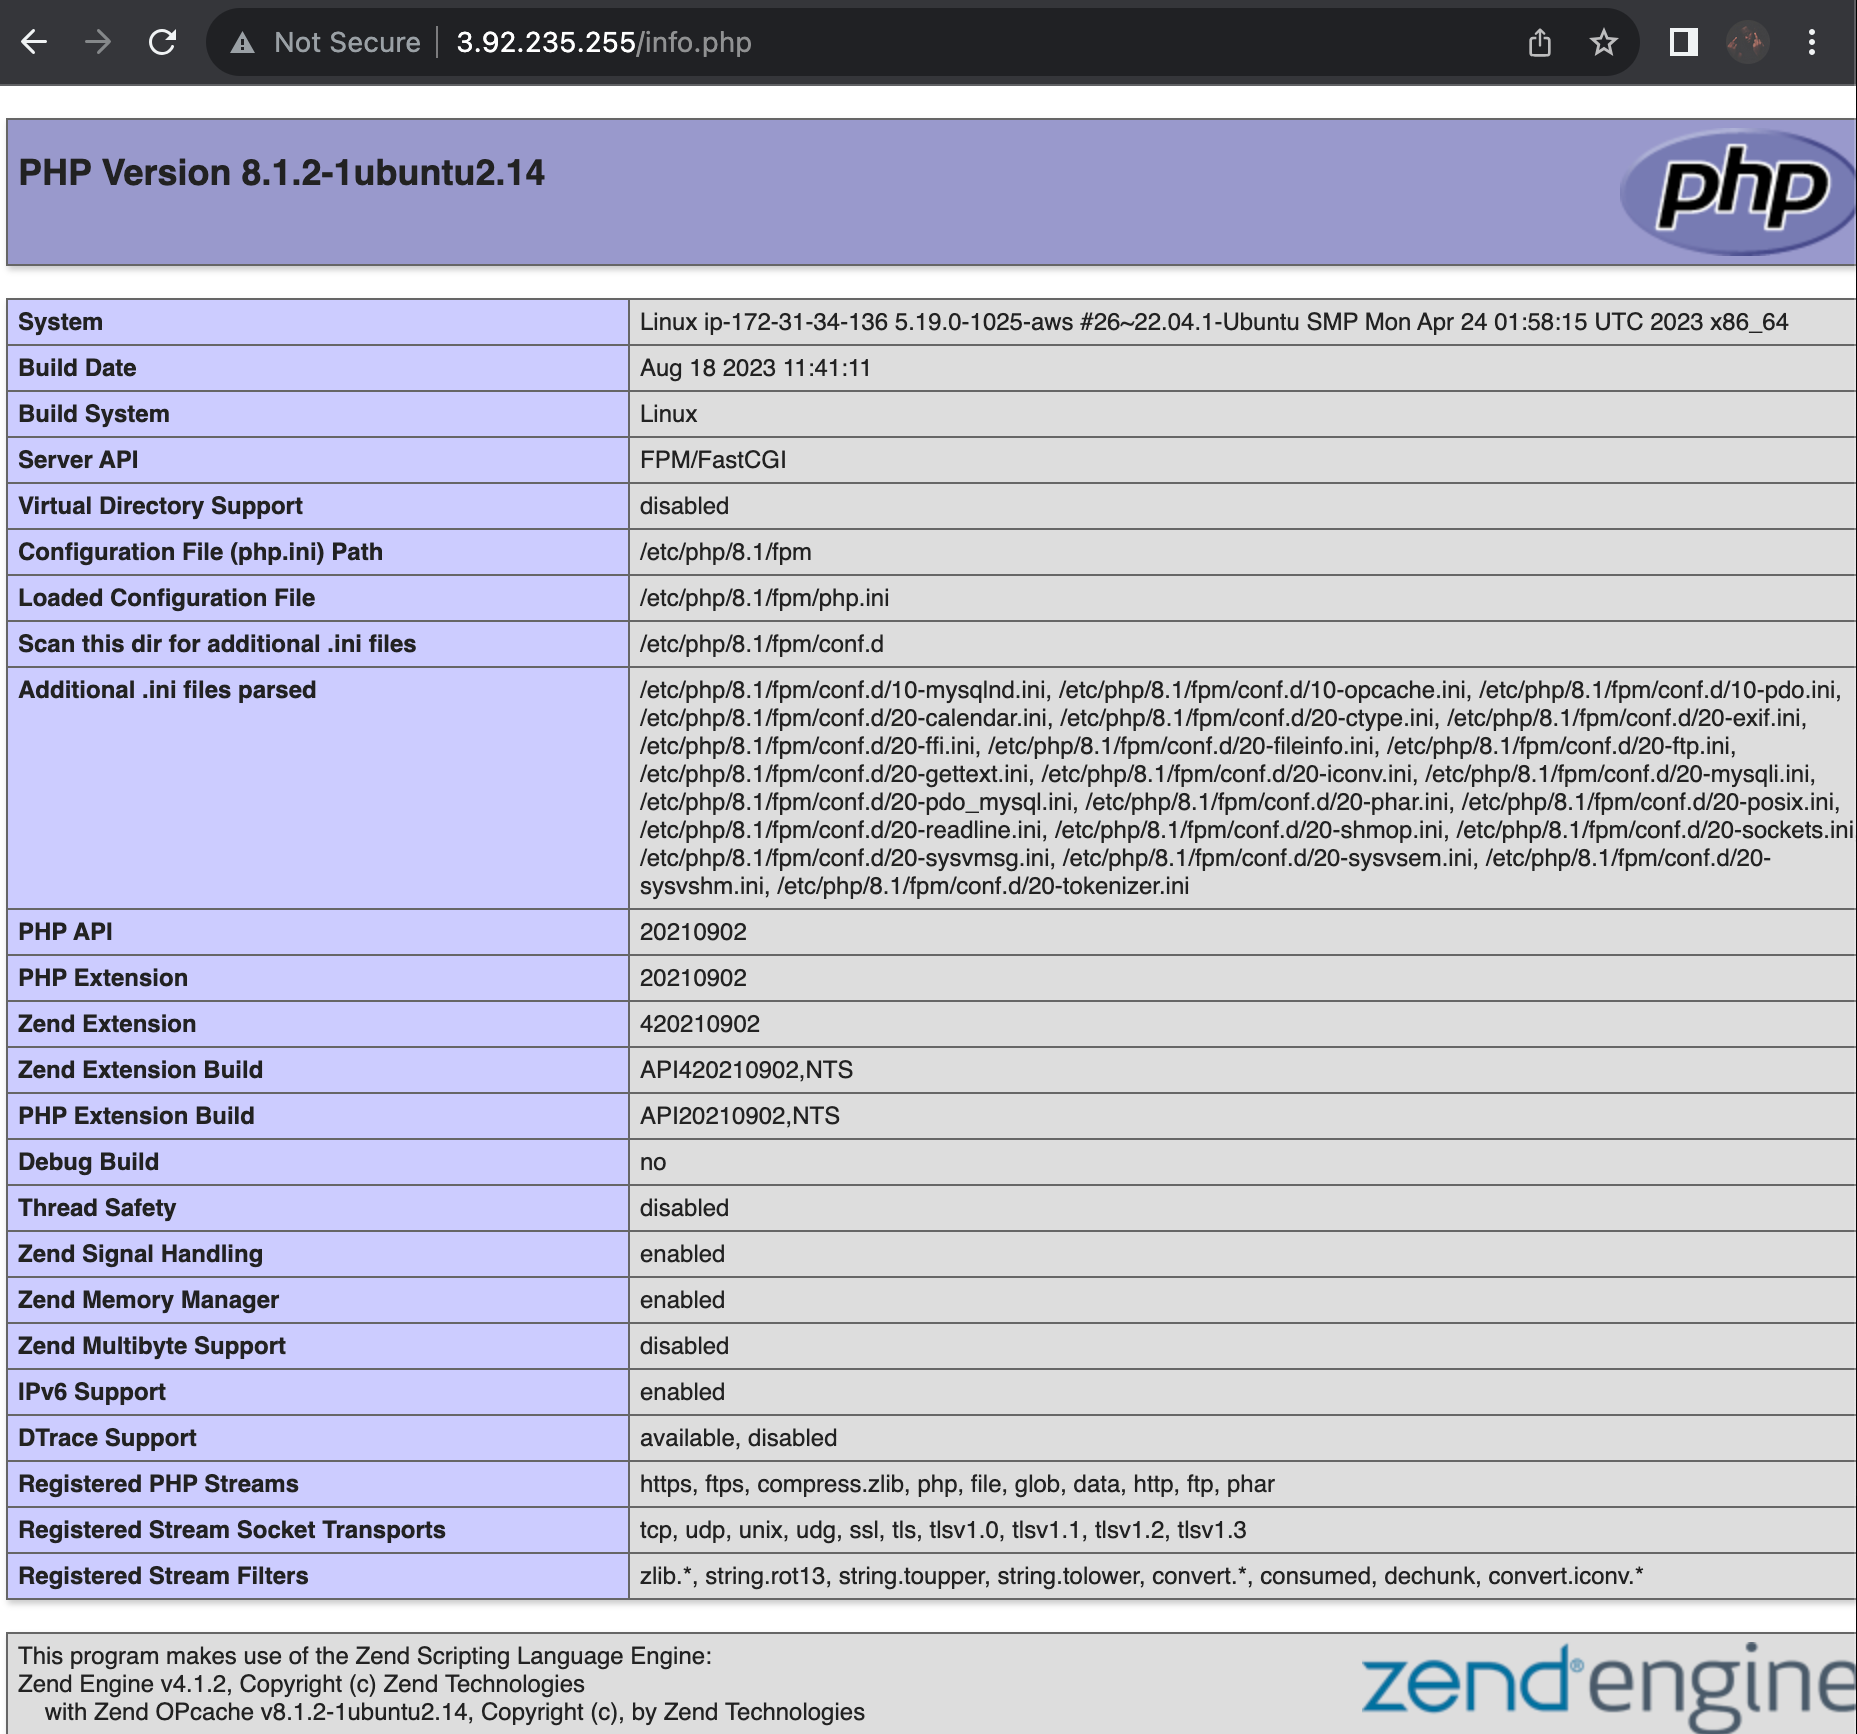 Not Secure 3.92.235.255/info.php
PHP Version 8.1.2-1ubuntu2.14
php
System Linux ip-172-31-34-136 5.19.0-1025-aws #26~22.04.1-Ubuntu SMP Mon Apr 24 01:58:15 UTC 2023 x86_64
Build Date Aug 18 2023 11:41:11
Build System Linux
Server API FPM/FastCGI
Virtual Directory Support disabled
Configuration File (php.ini) Path /etc/php/8.1/fpm
Loaded Configuration File /etc/php/8.1/fpm/php.ini
Scan this dir for additional .ini files /etc/php/8.1/fpm/conf.d
Additional .ini files parsed /etc/php/8.1/fpm/conf.d/10-mysqlnd.ini, /etc/php/8.1/fpm/conf.d/10-opcache.ini, /etc/php/8.1/fpm/conf.d/10-pdo.ini,
/etc/php/8.1/fpm/conf.d/20-calendar.ini, /etc/php/8.1/fpm/conf.d/20-ctype.ini, /etc/php/8.1/fpm/conf.d/20-exif.ini,
/etc/php/8.1/fpm/conf.d/20-ffi.ini, /etc/php/8.1/fpm/conf.d/20-fileinfo.ini, /etc/php/8.1/fpm/conf.d/20-ftp.ini,
/etc/php/8.1/fpm/conf.d/20-gettext.ini, /etc/php/8.1/fpm/conf.d/20-iconv.ini, /etc/php/8.1/fpm/conf.d/20-mysqli.ini,
/etc/php/8.1/fpm/conf.d/20-pdo_mysql.ini, /etc/php/8.1/fpm/conf.d/20-phar.ini, /etc/php/8.1/fpm/conf.d/20-posix.ini,
/etc/php/8.1/fpm/conf.d/20-readline.ini, /etc/php/8.1/fpm/conf.d/20-shmop.ini, /etc/php/8.1/fpm/conf.d/20-sockets.ini
/etc/php/8.1/fpm/conf.d/20-sysvmsg.ini, /etc/php/8.1/fpm/conf.d/20-sysvsem.ini, /etc/php/8.1/fpm/conf.d/20-
sysvshm.ini, /etc/php/8.1/fpm/conf.d/20-tokenizer.ini
PHP API 20210902
PHP Extension 20210902
Zend Extension 420210902
Zend Extension Build API420210902,NTS
PHP Extension Build API20210902,NTS
Debug Build no
Thread Safety disabled
Zend Signal Handling enabled
Zend Memory Manager enabled
Zend Multibyte Support disabled
IPv6 Support enabled
DTrace Support available, disabled
Registered PHP Streams https, ftps, compress.zlib, php, file, glob, data, http, ftp, phar
Registered Stream Socket Transports tcp, udp, unix, udg, ssl, tls, tlsv1.0, tlsv1.1, tlsv1.2, tlsv1.3
Registered Stream Filters zlib.*, string.rot13, string.toupper, string.tolower, convert.*, consumed, dechunk, convert.iconv.*
This program makes use of the Zend Scripting Language Engine:
Zend Engine v4.1.2, Copyright (c) Zend Technologies
with Zend OPcache v8.1.2-1ubuntu2.14, Copyright (c), by Zend Technologies
zend® engine